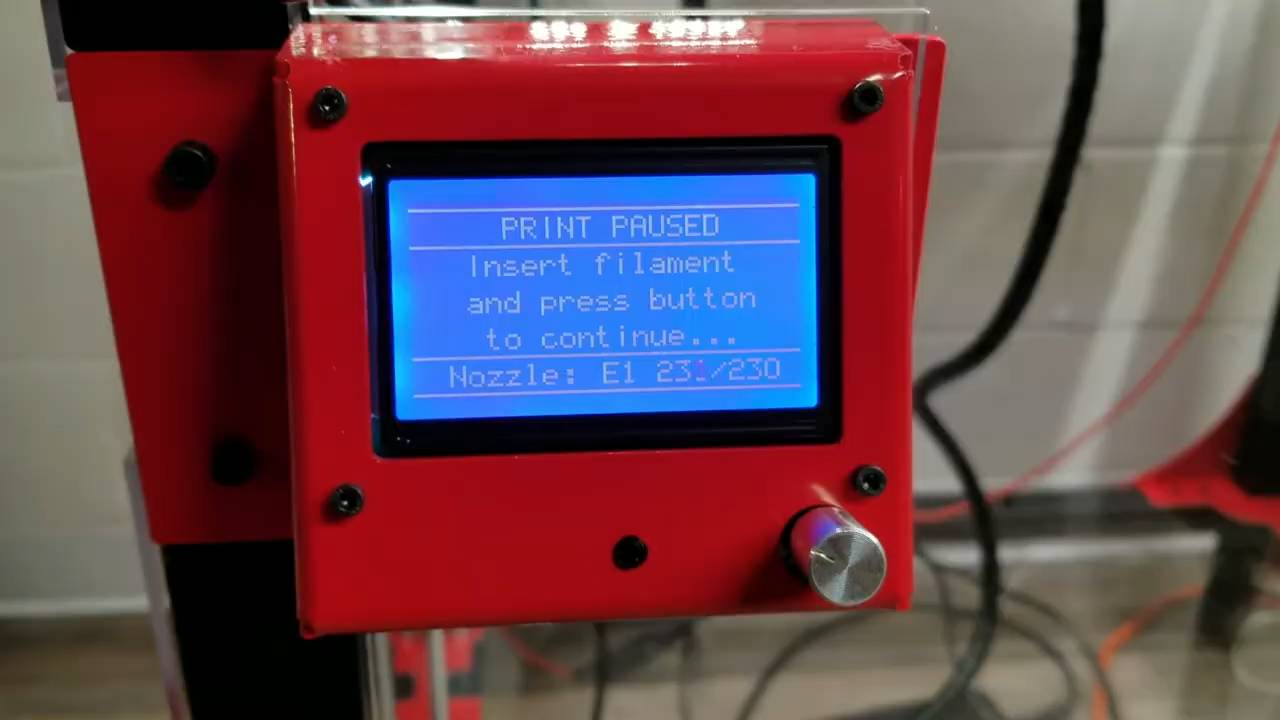 PRINT PAUSED
Insert filament
and press button
to continue...
Nozzle: E1 231/230